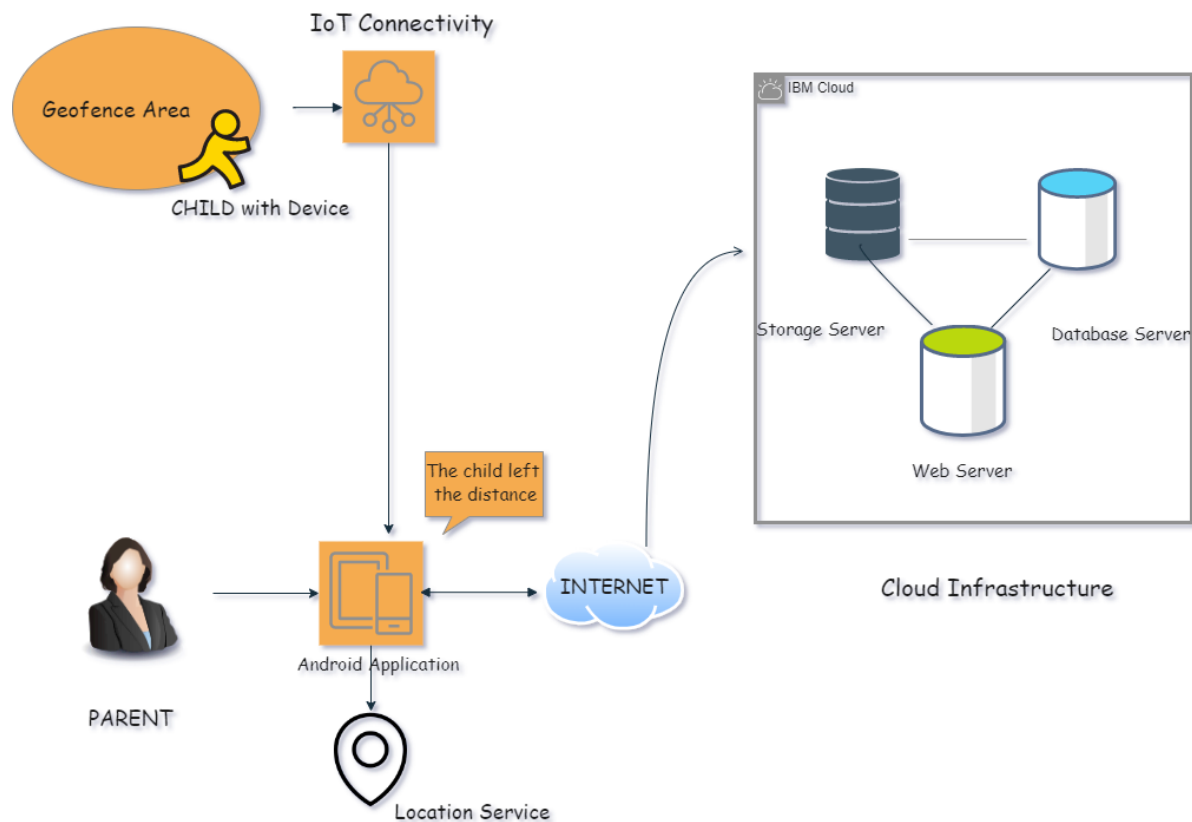 IoT Connectivity
Geofence Area
CHILD with Device
IBM Cloud
Storage Server
Database Server
Web Server
The child left
the distance
INTERNET
Cloud Infrastructure
Android Application
PARENT
Location Service